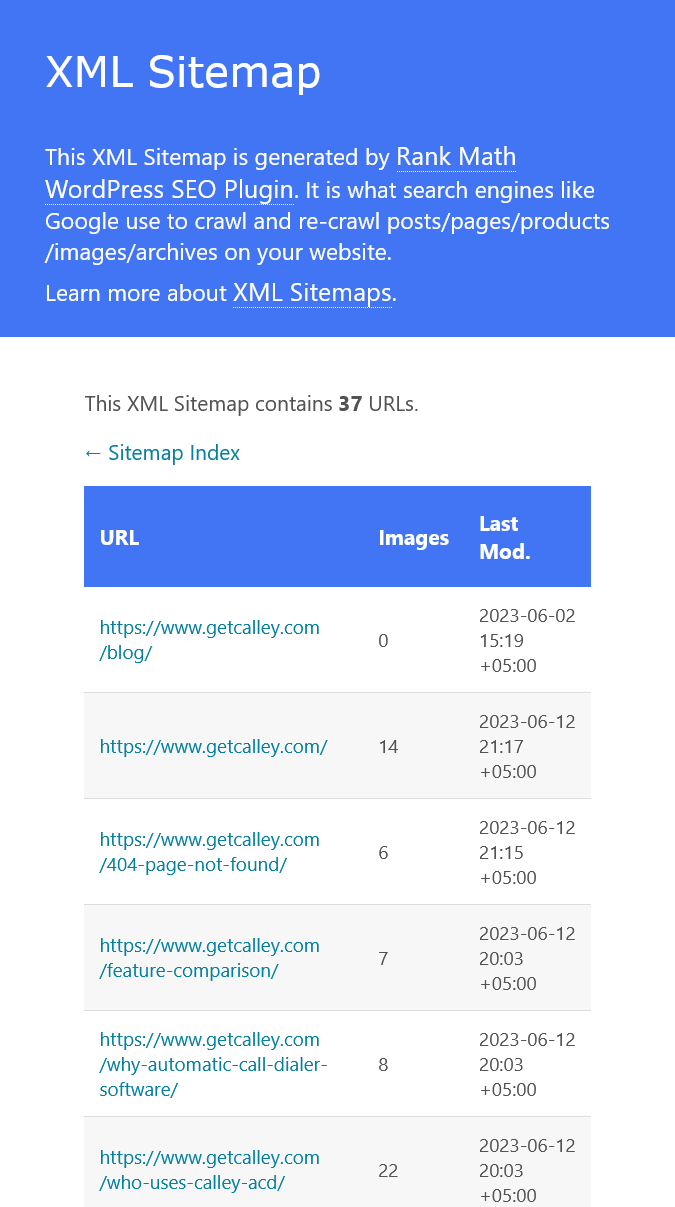 XML Sitemap
This XML Sitemap is generated by Rank Math
WordPress SEO Plugin. It is what search engines like
Google use to crawl and re-crawl posts/pages/products
/images/archives on your website.
Learn more about XML Sitemaps.
This XML Sitemap contains 37 URLs.
← Sitemap Index
URL Images Last
Mod.
https://www.getcalley.com
/blog/
0
2023-06-02
15:19
+05:00
https://www.getcalley.com/
14
2023-06-12
21:17
+05:00
https://www.getcalley.com
/404-page-not-found/
6
2023-06-12
21:15
+05:00
https://www.getcalley.com
/feature-comparison/
7
2023-06-12
20:03
+05:00
https://www.getcalley.com
/why-automatic-call-dialer-
software/
8
2023-06-12
20:03
+05:00
https://www.getcalley.com
/who-uses-calley-acd/
22
2023-06-12
20:03
+05:00